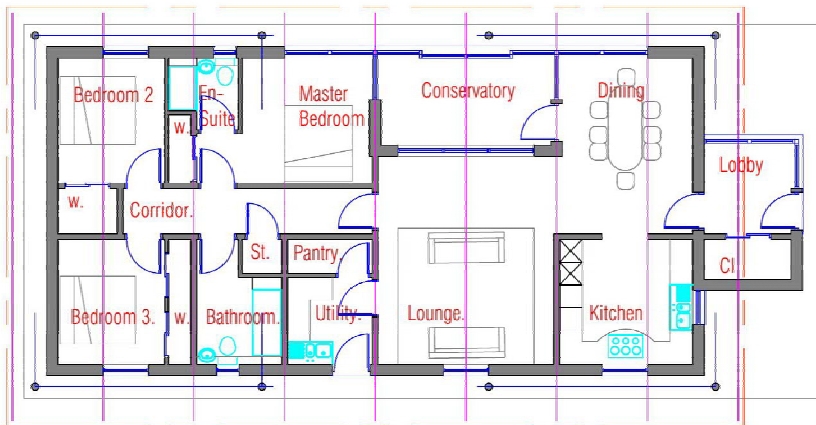 Bedroom 2
En-
Suite
Master
Bedroom
Conservatory
Dining
w.
Lobby
w.
Corridor.
St.
Pantry
Cl.
Bedroom 3.
w.
Bathroom.
Utility.
Lounge.
Kitchen